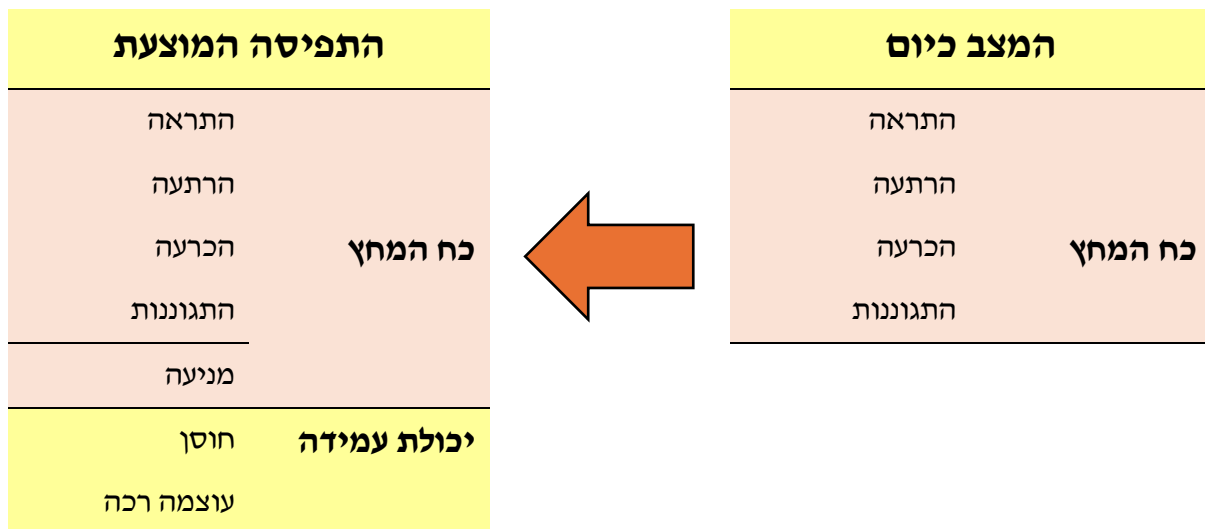 המצב כיום
התראה
הרתעה
כח המחץ
הכרעה
התגוננות
התפיסה המוצעת
התראה
הרתעה
כח המחץ
הכרעה
התגוננות
מניעה
יכולת עמידה
חוסן
עוצמה רכה